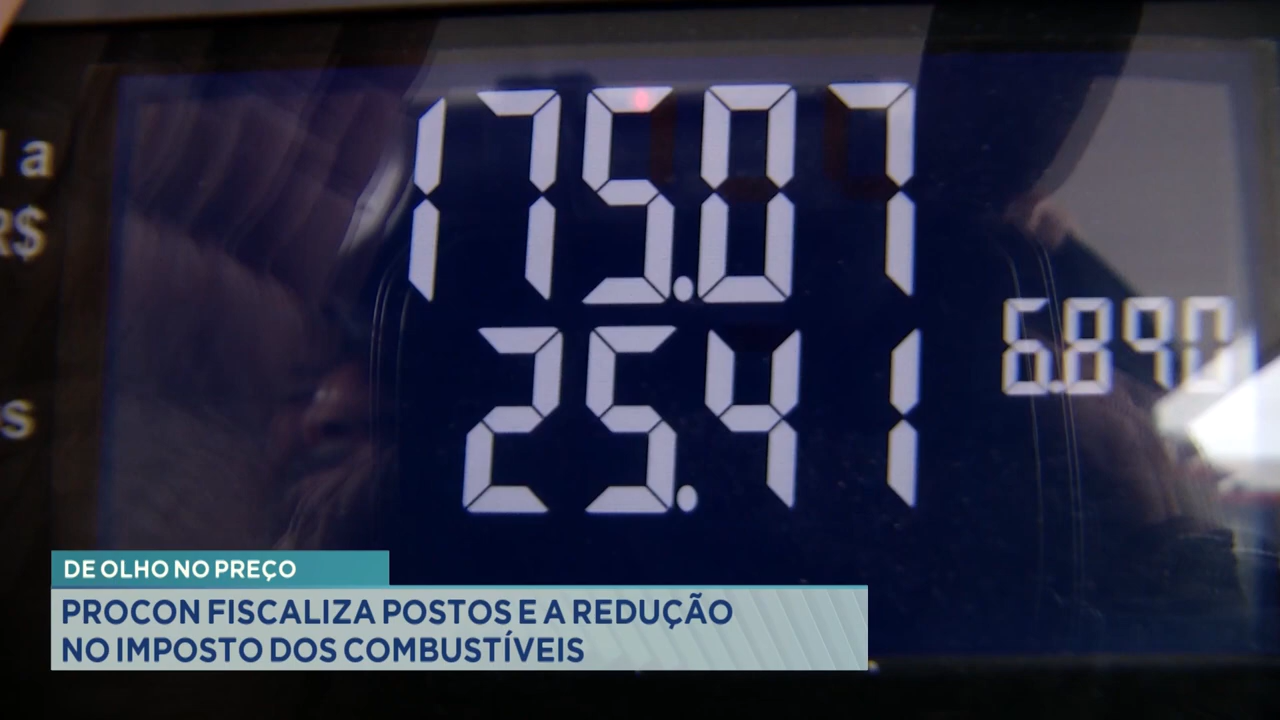 175.07
l a
R$
6.890
25.41
s
DE OLHO NO PREÇO
PROCON FISCALIZA POSTOS E A REDUÇÃO
NO IMPOSTO DOS COMBUSTÍVEIS